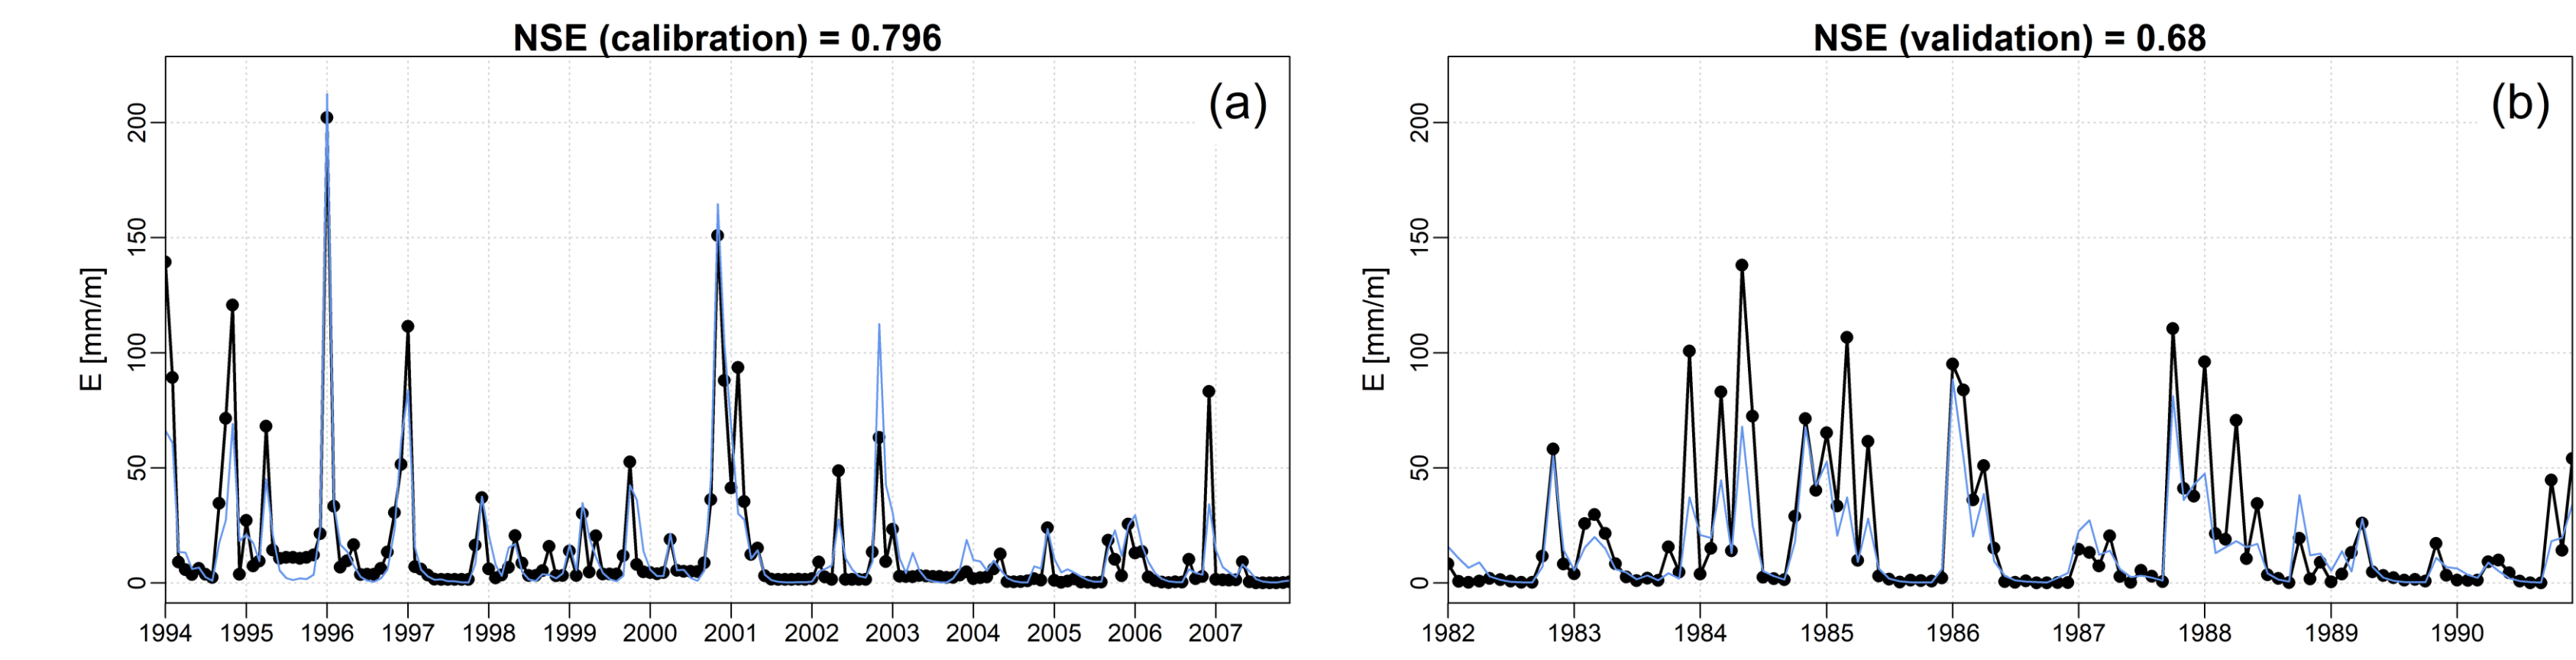 NSE (calibration) = 0.796
(a)
E [mm/m]
200
150
100
50
0
1994 1995 1996 1997 1998 1999 2000 2001 2002 2003 2004 2005 2006 2007
NSE (validation) = 0.68
(b)
E [mm/m]
200
150
100
50
0
1982 1983 1984 1985 1986 1987 1988 1989 1990